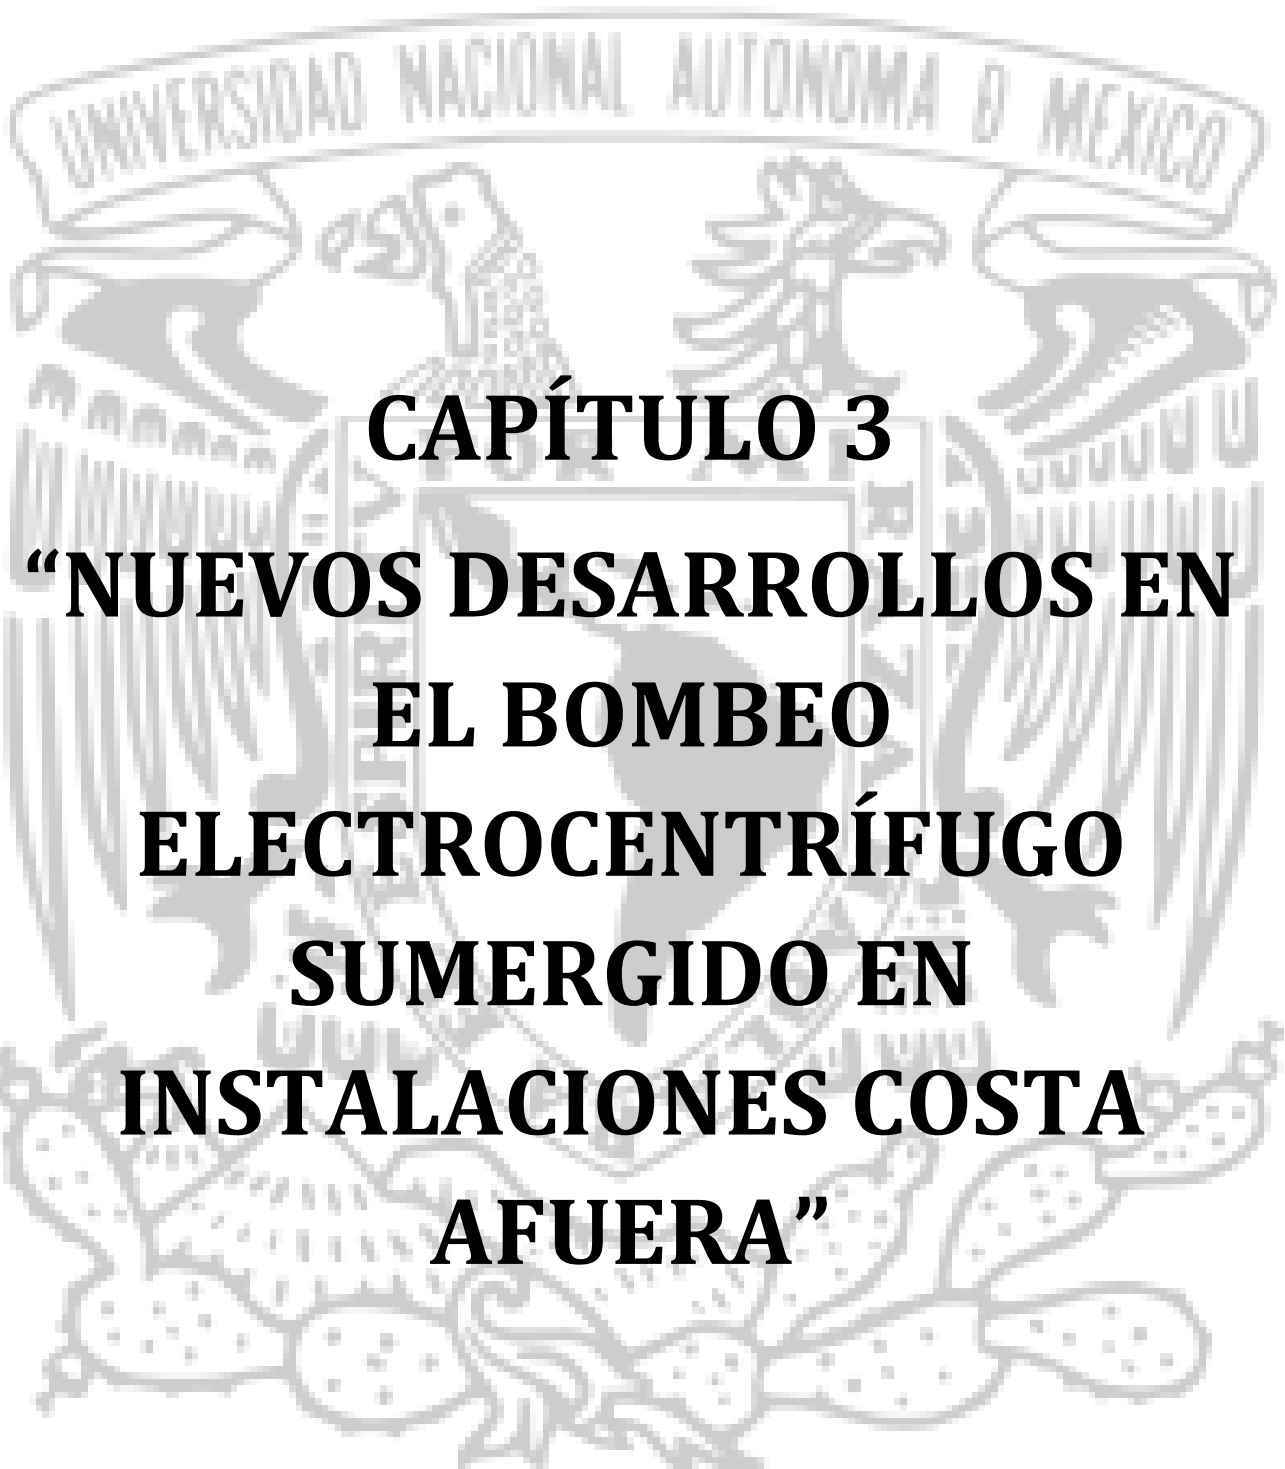 UNIVERSIDAD NACIONAL AUTONOMA D MEXICO
CAPÍTULO 3
“NUEVOS DESARROLLOS EN
EL BOMBEO
ELECTROCENTRÍFUGO
SUMERGIDO EN
INSTALACIONES COSTA
AFUERA”